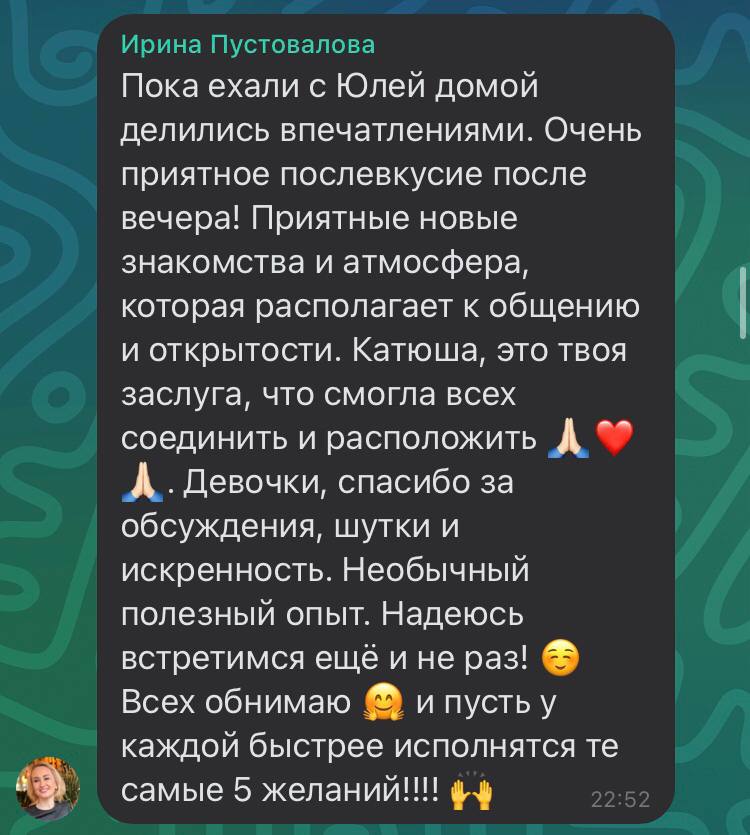 Ирина Пустовалова
Пока ехали с Юлей домой
делились впечатлениями. Очень
приятное послевкусие после
вечера! Приятные новые
знакомства и атмосфера,
которая располагает к общению
и открытости. Катюша, это твоя
заслуга, что смогла всех
соединить и расположить 🙏🏻❤️
🙏🏻. Девочки, спасибо за
обсуждения, шутки и
искренность. Необычный
полезный опыт. Надеюсь
встретимся ещё и не раз! ☺️
Всех обнимаю 🤗 и пусть у
каждой быстрее исполнятся те
самые 5 желаний!!!! 🙌
22:52